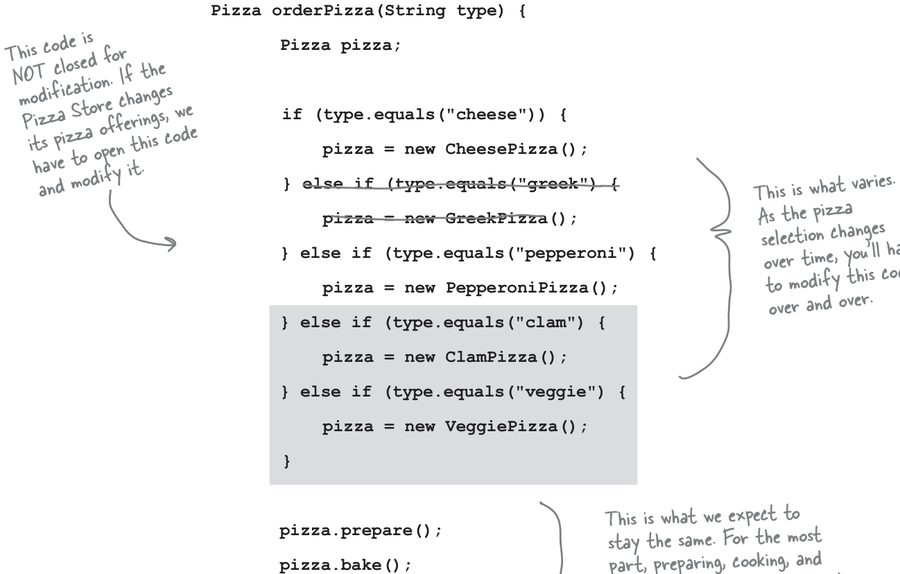 Pizza orderPizza(String type) {
Pizza pizza;
This code is
NOT closed for
modification. If the
Pizza Store changes
its pizza offerings, we
have to open this code
and modify it.
if (type.equals("cheese")) {
pizza = new CheesePizza();
} else if (type.equals("greek") {
pizza = new GreekPizza();
} else if (type.equals("pepperoni") {
pizza = new PepperoniPizza();
} else if (type.equals("clam") {
pizza = new ClamPizza();
} else if (type.equals("veggie") {
pizza = new VeggiePizza();
}
This is what varies.
As the pizza
selection changes
over time, you'll
to modify this
over and over.
pizza.prepare();
pizza.bake();
This is what we expect to
stay the same. For the most
part, preparing, cooking, and